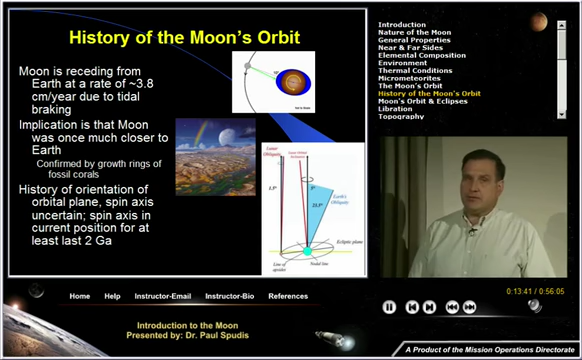 History of the Moon's Orbit
Moon is receding from
Earth at a rate of ~3.8
cm/year due to tidal
braking
Implication is that Moon
was once much closer to
Earth
Confirmed by growth rings of
fossil corals
History of orientation of
orbital plane, spin axis
uncertain; spin axis in
current position for at
least last 2 Ga
10°
Lunar
Obliquity
1.5°
5°
Earth's
Obliquity
23.5°
Ecliptic plane
Line of
apsides
Nodal line
Introduction
Nature of the Moon
General Properties
Near & Far Sides
Elemental Composition
Environment
Thermal Conditions
Micrometeorites
The Moon's Orbit
History of the Moon's Orbit
Moon's Orbit & Eclipses
Libration
Topography
0:13:41 / 0:56:05
Home
Help
Instructor-Email
Instructor-Bio
References
Introduction to the Moon
Presented by: Dr. Paul Spudis
A Product of the Mission Operations Directorate